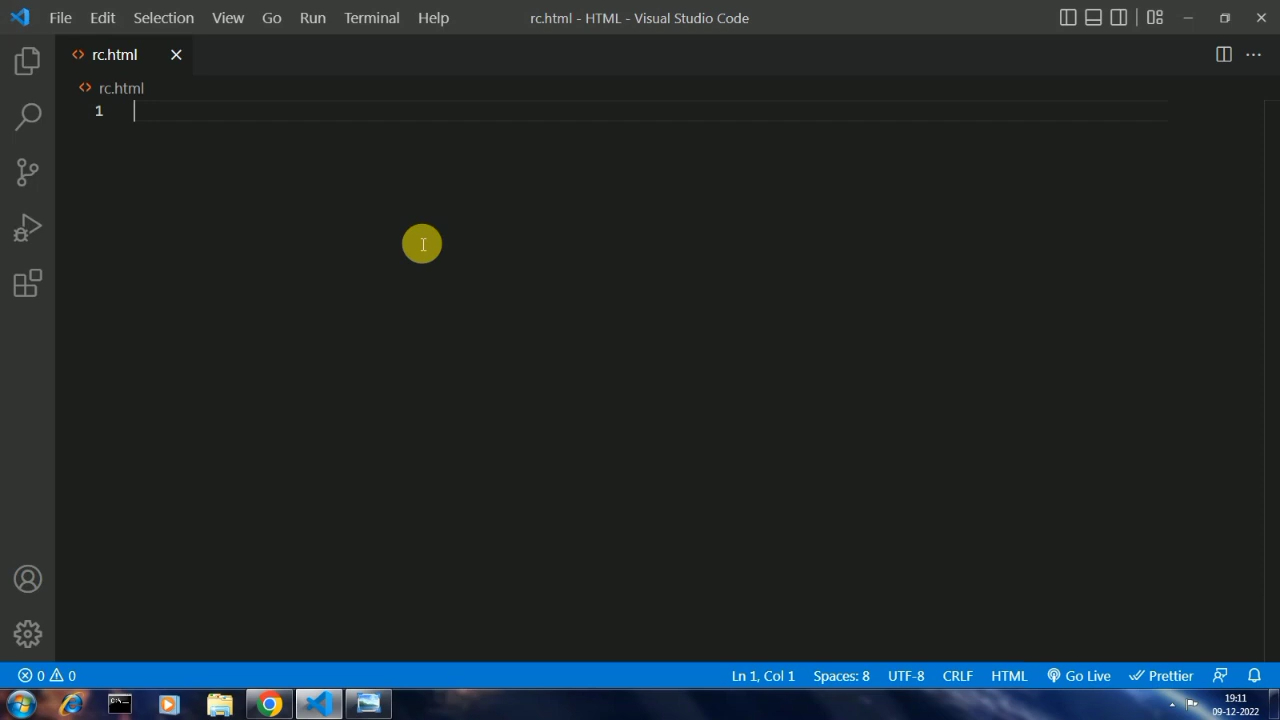 File Edit Selection View Go Run Terminal Help rc.html - HTML - Visual Studio Code
rc.html
rc.html
1
0 0 Ln 1, Col 1 Spaces: 8 UTF-8 CRLF HTML Go Live Prettier
19:11
09-12-2022